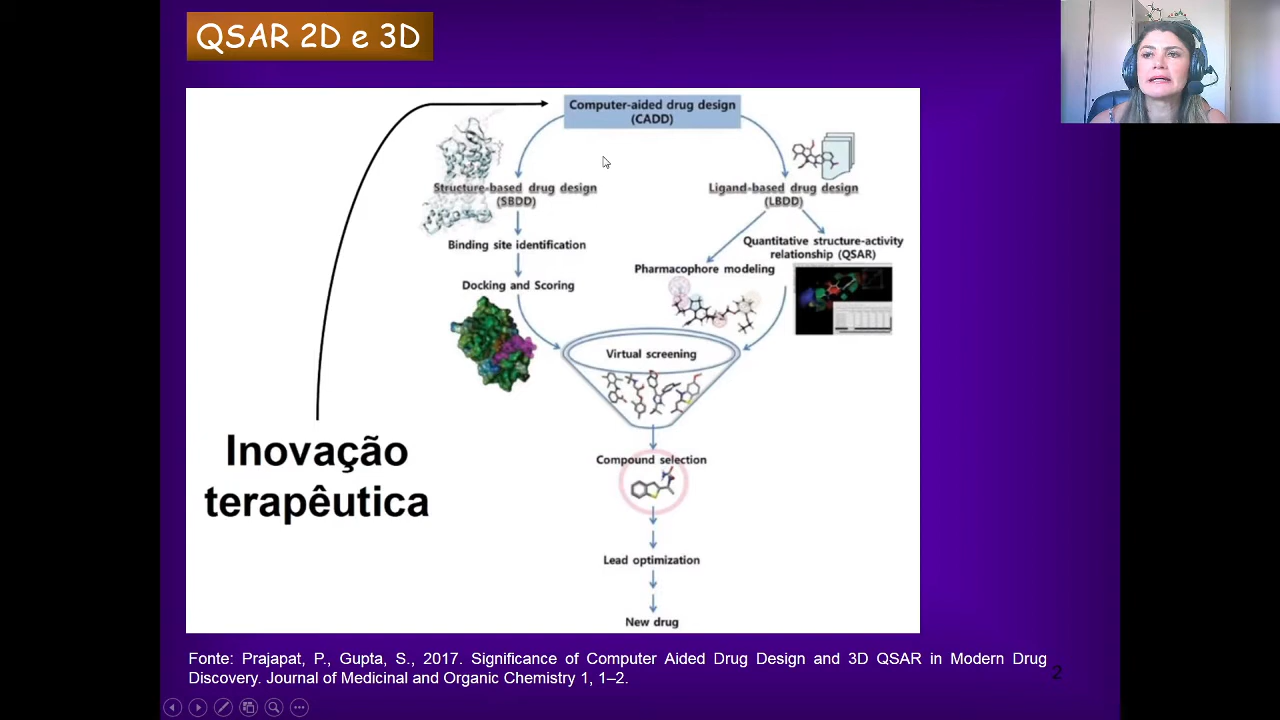 QSAR 2D e 3D
Computer-aided drug design
(CADD)
Structure-based drug design
(SBDD)
Ligand-based drug design
(LBDD)
Binding site identification
Quantitative structure-activity
relationship (QSAR)
Pharmacophore modeling
Docking and Scoring
Virtual screening
Inovação
terapêutica
Compound selection
Lead optimization
New drug
Fonte: Prajapat, P., Gupta, S., 2017. Significance of Computer Aided Drug Design and 3D QSAR in Modern Drug
Discovery. Journal of Medicinal and Organic Chemistry 1, 1–2.
2